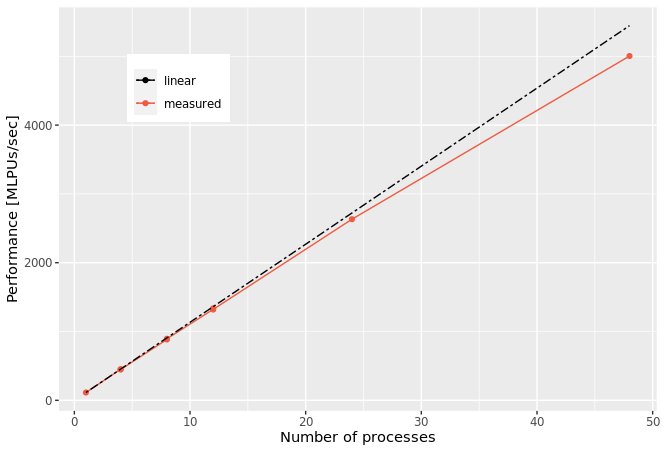 linear
measured
Performance [MLPUs/sec]
4000
2000
0
0 10 20 30 40 50
Number of processes